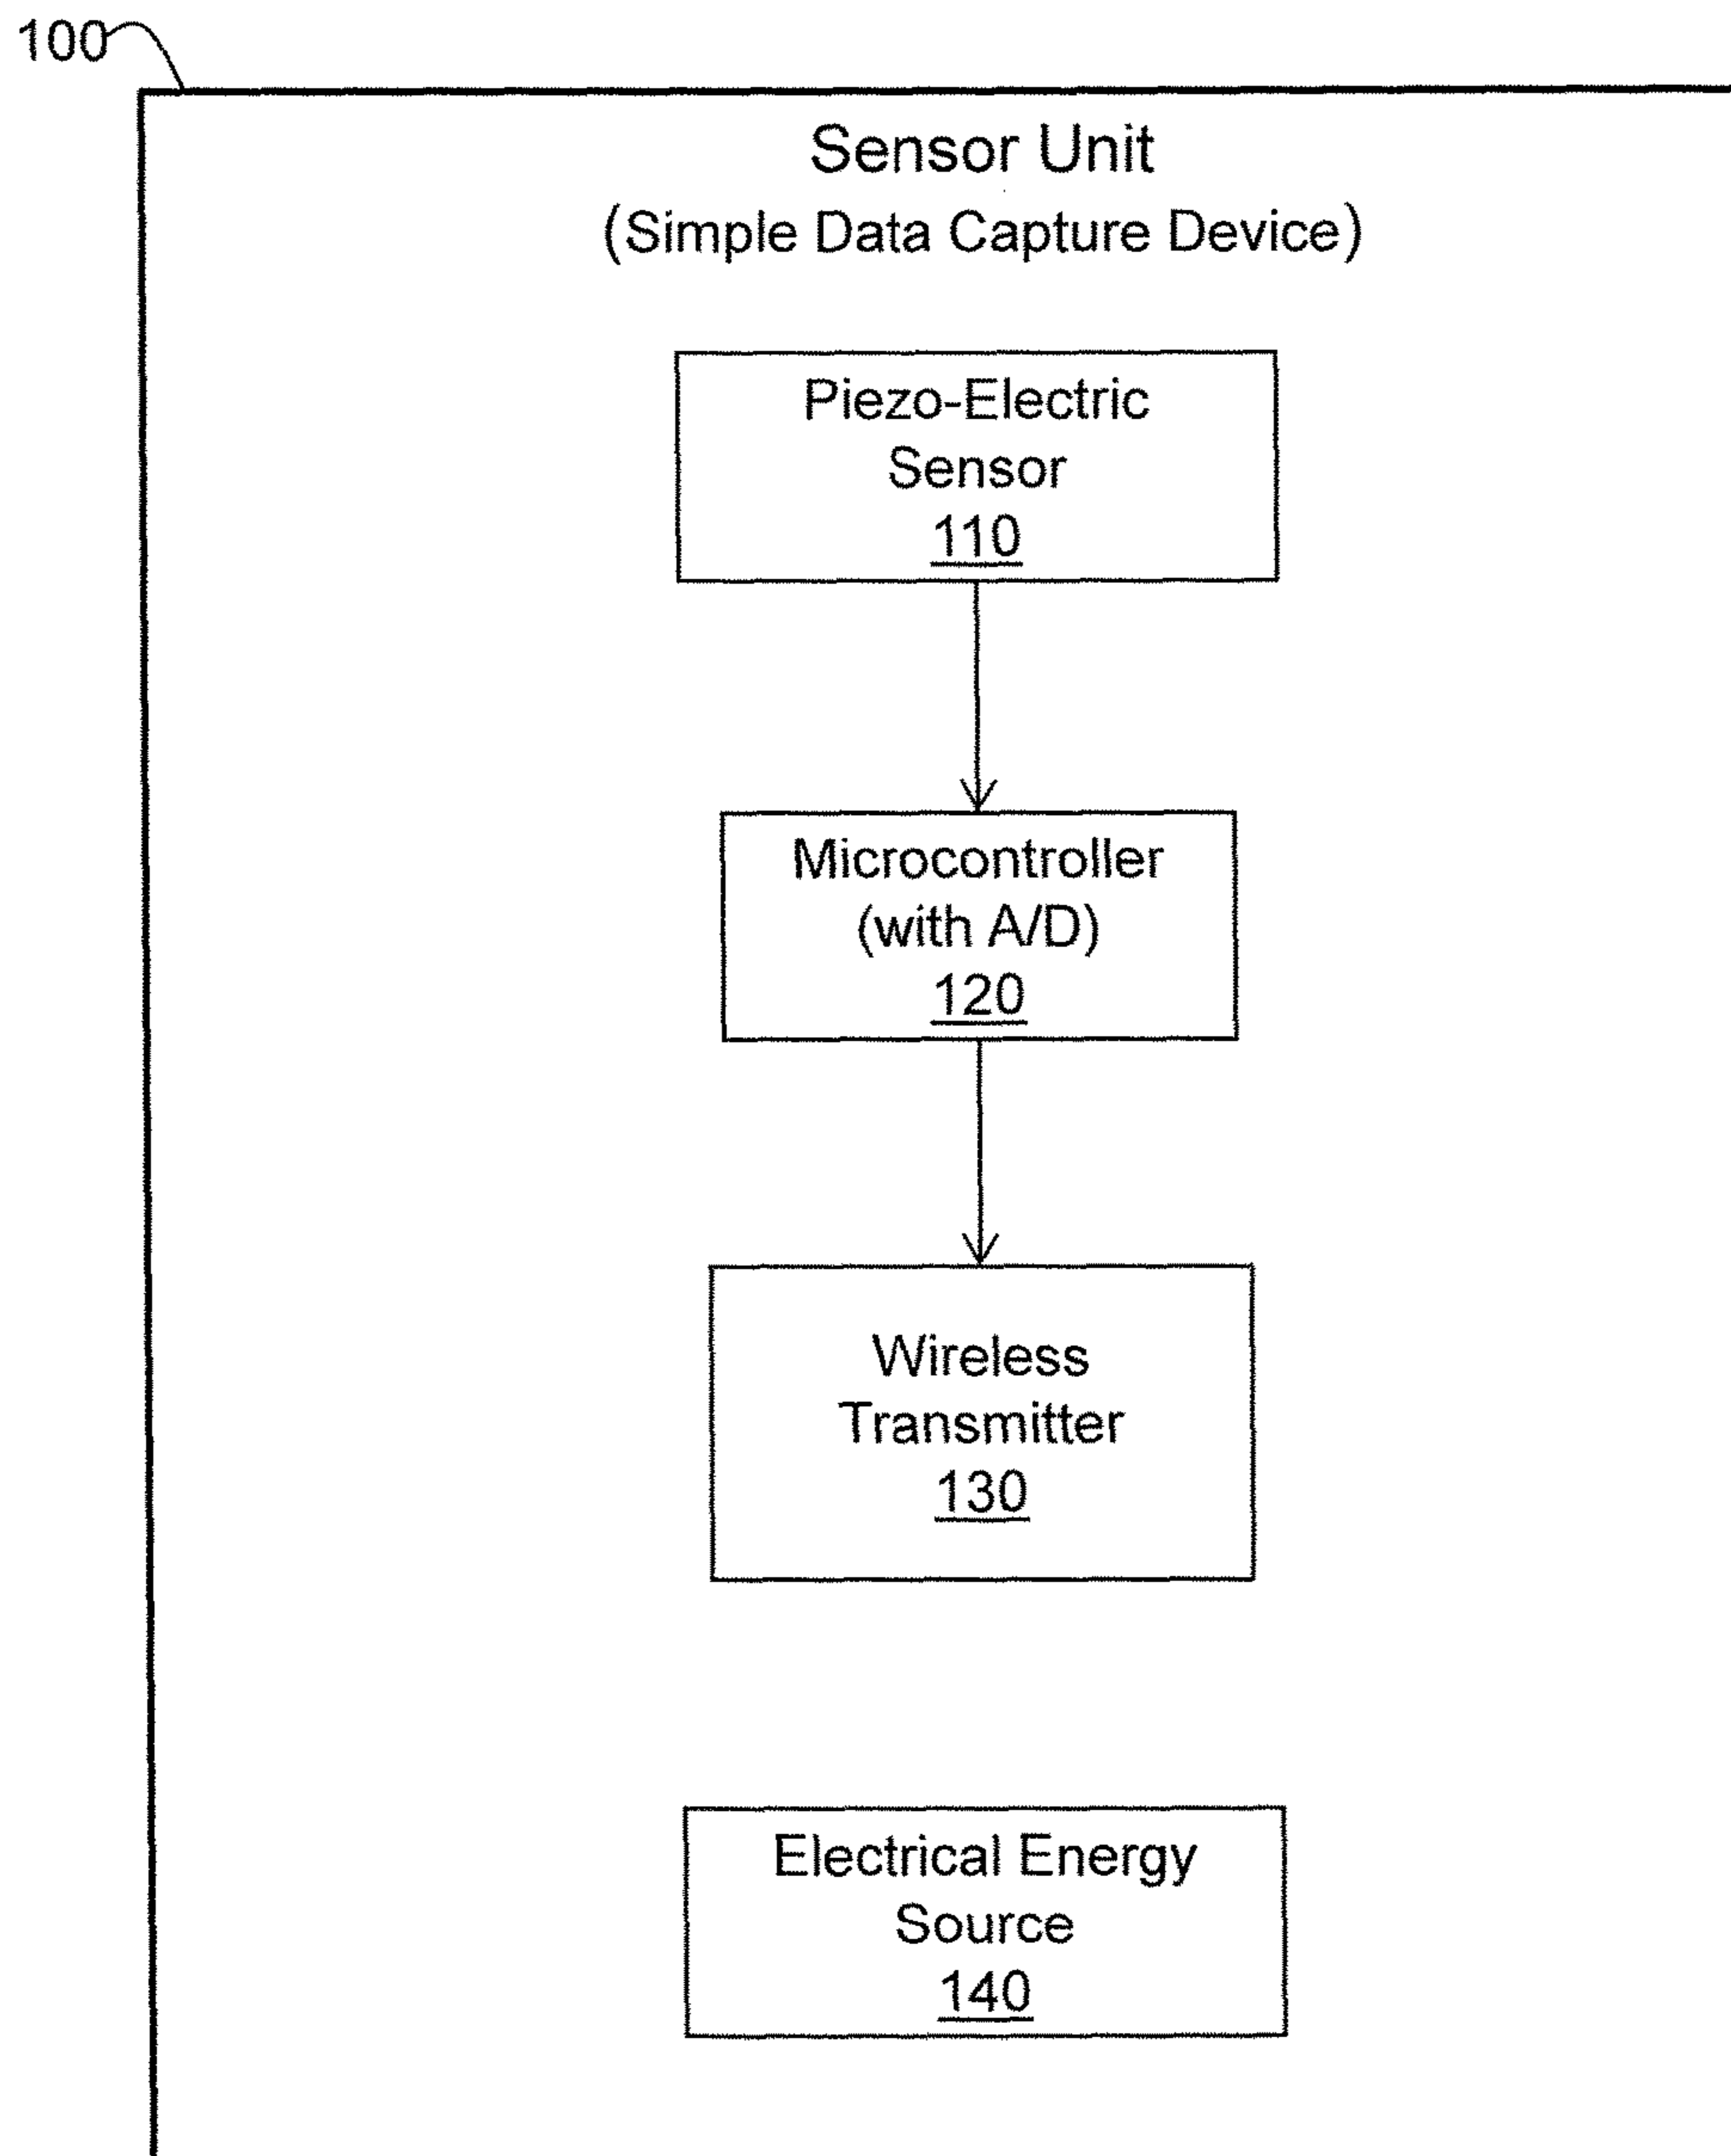 100
Sensor Unit
(Simple Data Capture Device)
Piezo-Electric
Sensor
110
Microcontroller
(with A/D)
120
Wireless
Transmitter
130
Electrical Energy
Source
140